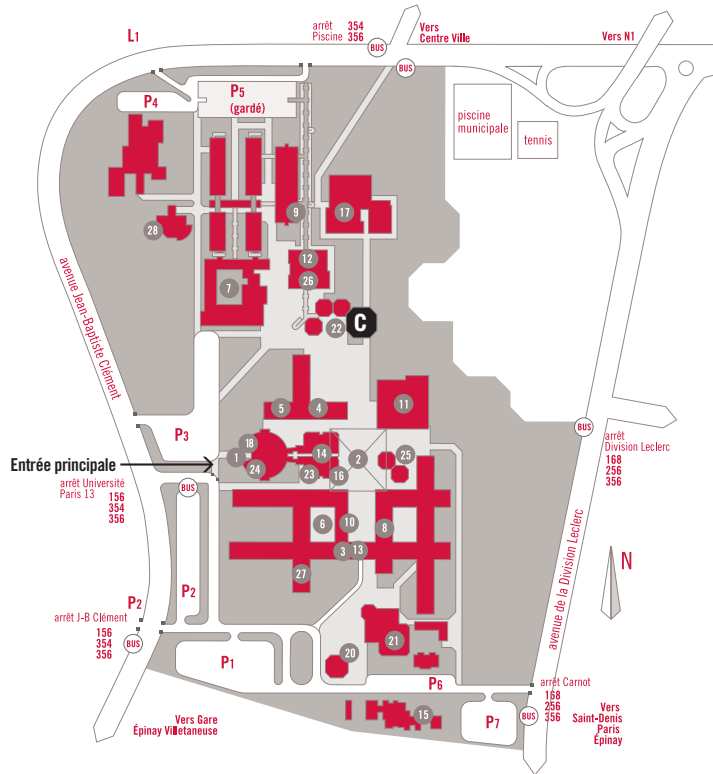 L1
arrêt 354
Piscine 356
BUS
BUS
Vers
Centre Ville
Vers N1
P4
P5
(gardé)
piscine
municipale
tennis
9
17
28
12
26
7
22
C
avenue Jean-Baptiste Clément
5
4
11
P3
18
1
24
14
23
16
2
25
Entrée principale
arrêt Université
Paris 13
156
354
356
BUS
BUS
arrêt
Division Leclerc
168
256
356
6
10
8
3
13
27
N
avenue de la Division Leclerc
P2
P2
arrêt J-B Clément
156
354
356
BUS
P1
20
21
P6
arrêt Carnot
168
256
356
BUS
15
P7
Vers Gare
Épinay Villetaneuse
Vers
Saint-Denis
Paris
Épinay